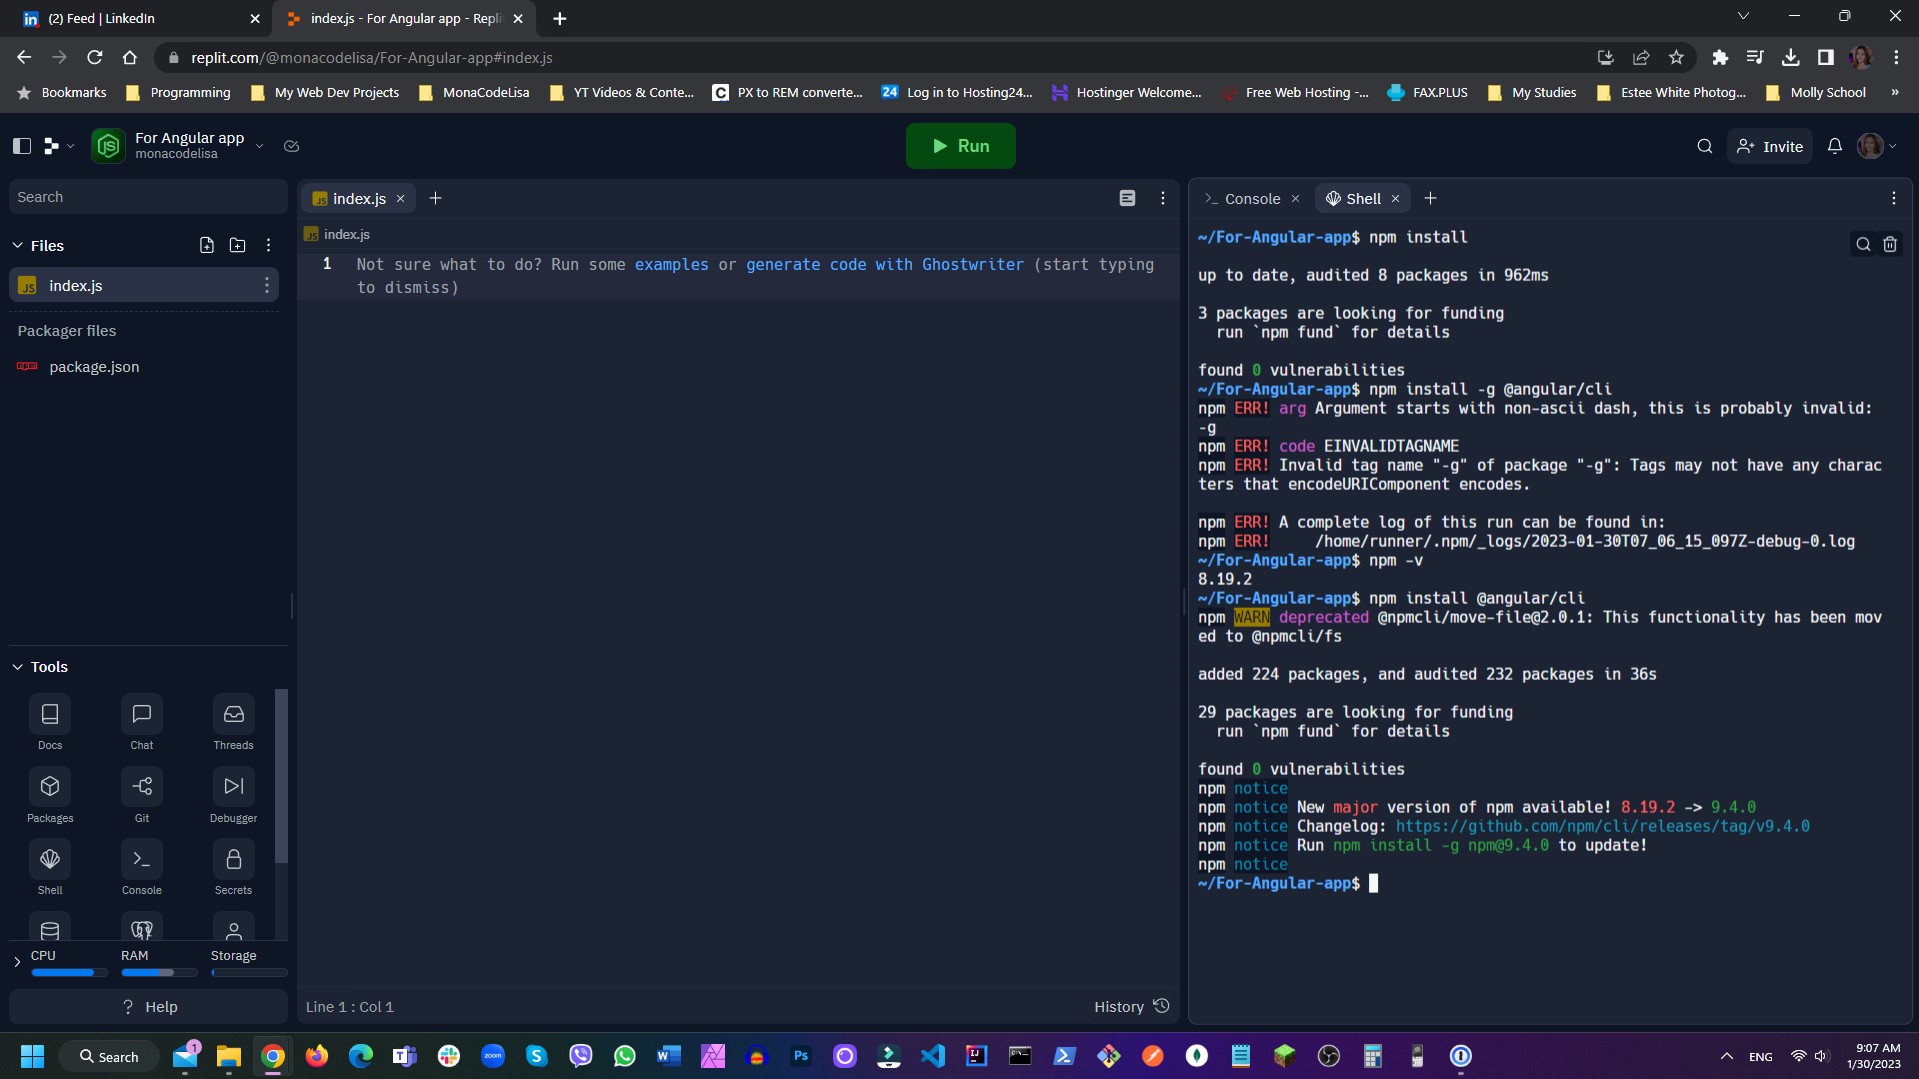 (2) Feed | LinkedIn
index.js - For Angular app - Repli
replit.com/@monacodelisa/For-Angular-app#index.js
Bookmarks
Programming
My Web Dev Projects
MonaCodeLisa
YT Videos & Conte...
PX to REM converte...
24 Log in to Hosting24...
Hostinger Welcome...
Free Web Hosting -...
FAX.PLUS
My Studies
Estee White Photog...
Molly School
»
For Angular app
monacodelisa
Run
Invite
Search
Files
index.js
Packager files
package.json
Tools
Docs
Chat
Threads
Packages
Git
Debugger
Shell
Console
Secrets
CPU
RAM
Storage
? Help
index.js
index.js
1 Not sure what to do? Run some examples or generate code with Ghostwriter (start typing
to dismiss)
Line 1 : Col 1
History
Console
Shell
~/For-Angular-app$ npm install
up to date, audited 8 packages in 962ms
3 packages are looking for funding
run `npm fund` for details
found 0 vulnerabilities
~/For-Angular-app$ npm install –g @angular/cli
npm ERR! arg Argument starts with non-ascii dash, this is probably invalid:
–g
npm ERR! code EINVALIDTAGNAME
npm ERR! Invalid tag name "–g" of package "–g": Tags may not have any charac
ters that encodeURIComponent encodes.
npm ERR! A complete log of this run can be found in:
npm ERR! /home/runner/.npm/_logs/2023-01-30T07_06_15_097Z-debug-0.log
~/For-Angular-app$ npm -v
8.19.2
~/For-Angular-app$ npm install @angular/cli
npm WARN deprecated @npmcli/move-file@2.0.1: This functionality has been mov
ed to @npmcli/fs
added 224 packages, and audited 232 packages in 36s
29 packages are looking for funding
run `npm fund` for details
found 0 vulnerabilities
npm notice
npm notice New major version of npm available! 8.19.2 -> 9.4.0
npm notice Changelog: https://github.com/npm/cli/releases/tag/v9.4.0
npm notice Run npm install -g npm@9.4.0 to update!
npm notice
~/For-Angular-app$
Search
1
zoom
Ps
ENG
9:07 AM
1/30/2023